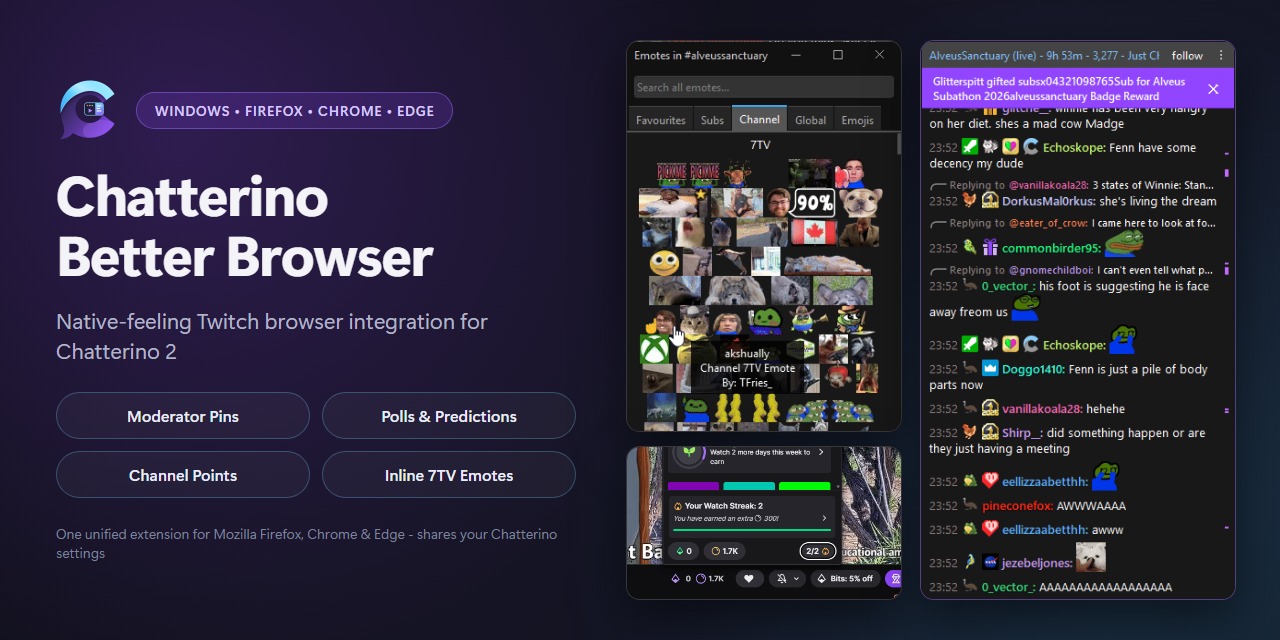 WINDOWS • FIREFOX • CHROME • EDGE
Chatterino
Better Browser
Native-feeling Twitch browser integration for
Chatterino 2
Moderator Pins
Polls & Predictions
Channel Points
Inline 7TV Emotes
One unified extension for Mozilla Firefox, Chrome & Edge - shares your Chatterino
settings
Emotes in #alveussanctuary
Search all emotes...
Favourites
Subs
Channel
Global
Emojis
7TV
90%
akshually
Channel 7TV Emote
By: TFries_
Watch 2 more days this week to
earn
Your Watch Streak: 2
You have earned an extra 300!
t Ba
ucational am
0
1.7K
2/2
0
1.7K
Bits: 5% off
AlveusSanctuary (live) - 9h 53m - 3,277 - Just Ch
follow
Glitterspitt gifted subsx04321098765Sub for Alveus
Subathon 2026alveussanctuary Badge Reward
on her diet. shes a mad cow Madge
23:52 Echoskope: Fenn have some
decency my dude
Replying to @vanillakoala28: 3 states of Winnie: Stan...
23:52 DorkusMal0rkus: she's living the dream
Replying to @eater_of_crow: I came here to look at fo...
23:52 commonbirder95:
Replying to @gnomechildboi: I can't even tell what p...
23:52 0_vector_: his foot is suggesting he is face
away freom us
23:52 Echoskope:
23:52 Doggo1410: Fenn is just a pile of body
parts now
23:52 vanillakoala28: hehehe
23:52 Shirp__: did something happen or are
they just having a meeting
23:52 eellizzaabetthh:
23:52 pineconefox: AWWWAAAA
23:52 eellizzaabetthh: awww
23:52 jezebeljones:
23:52 0_vector_: AAAAAAAAAAAAAAAAAA